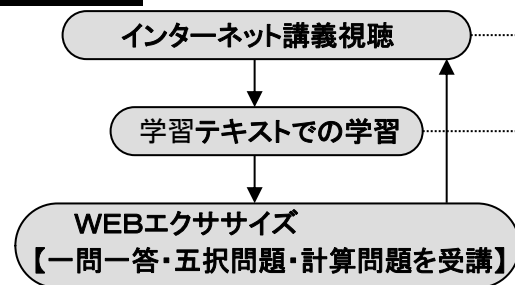 インターネット講義視聴
学習テキストでの学習
WEBエクササイズ
【一問一答・五択問題・計算問題を受講】